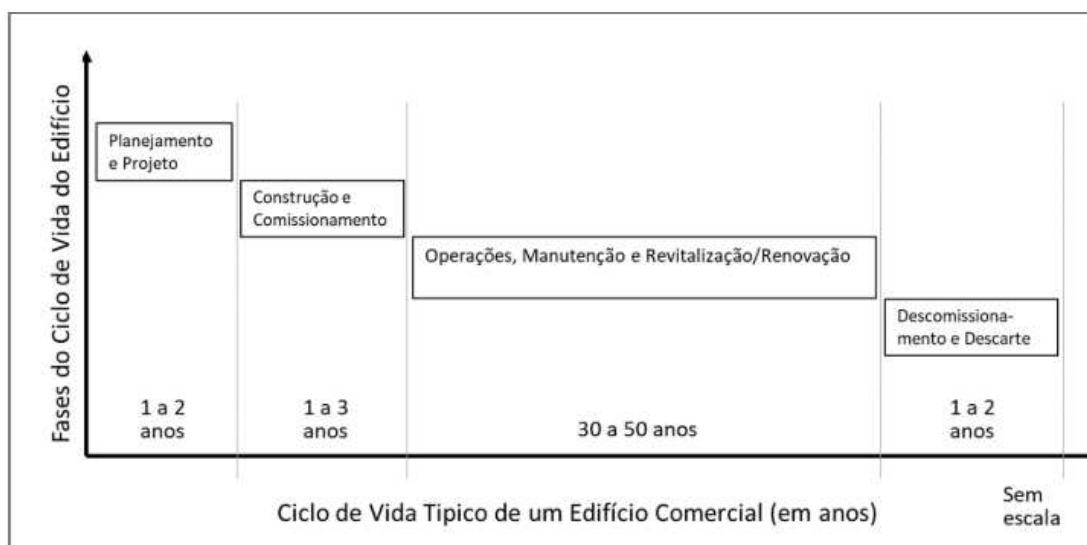 Fases do Ciclo de Vida do Edifício
Planejamento
e Projeto
Construção e
Comissionamento
Operações, Manutenção e Revitalização/Renovação
Descomissiona-
mento e Descarte
1 a 2
anos
1 a 3
anos
30 a 50 anos
1 a 2
anos
Ciclo de Vida Tipico de um Edifício Comercial (em anos)
Sem
escala